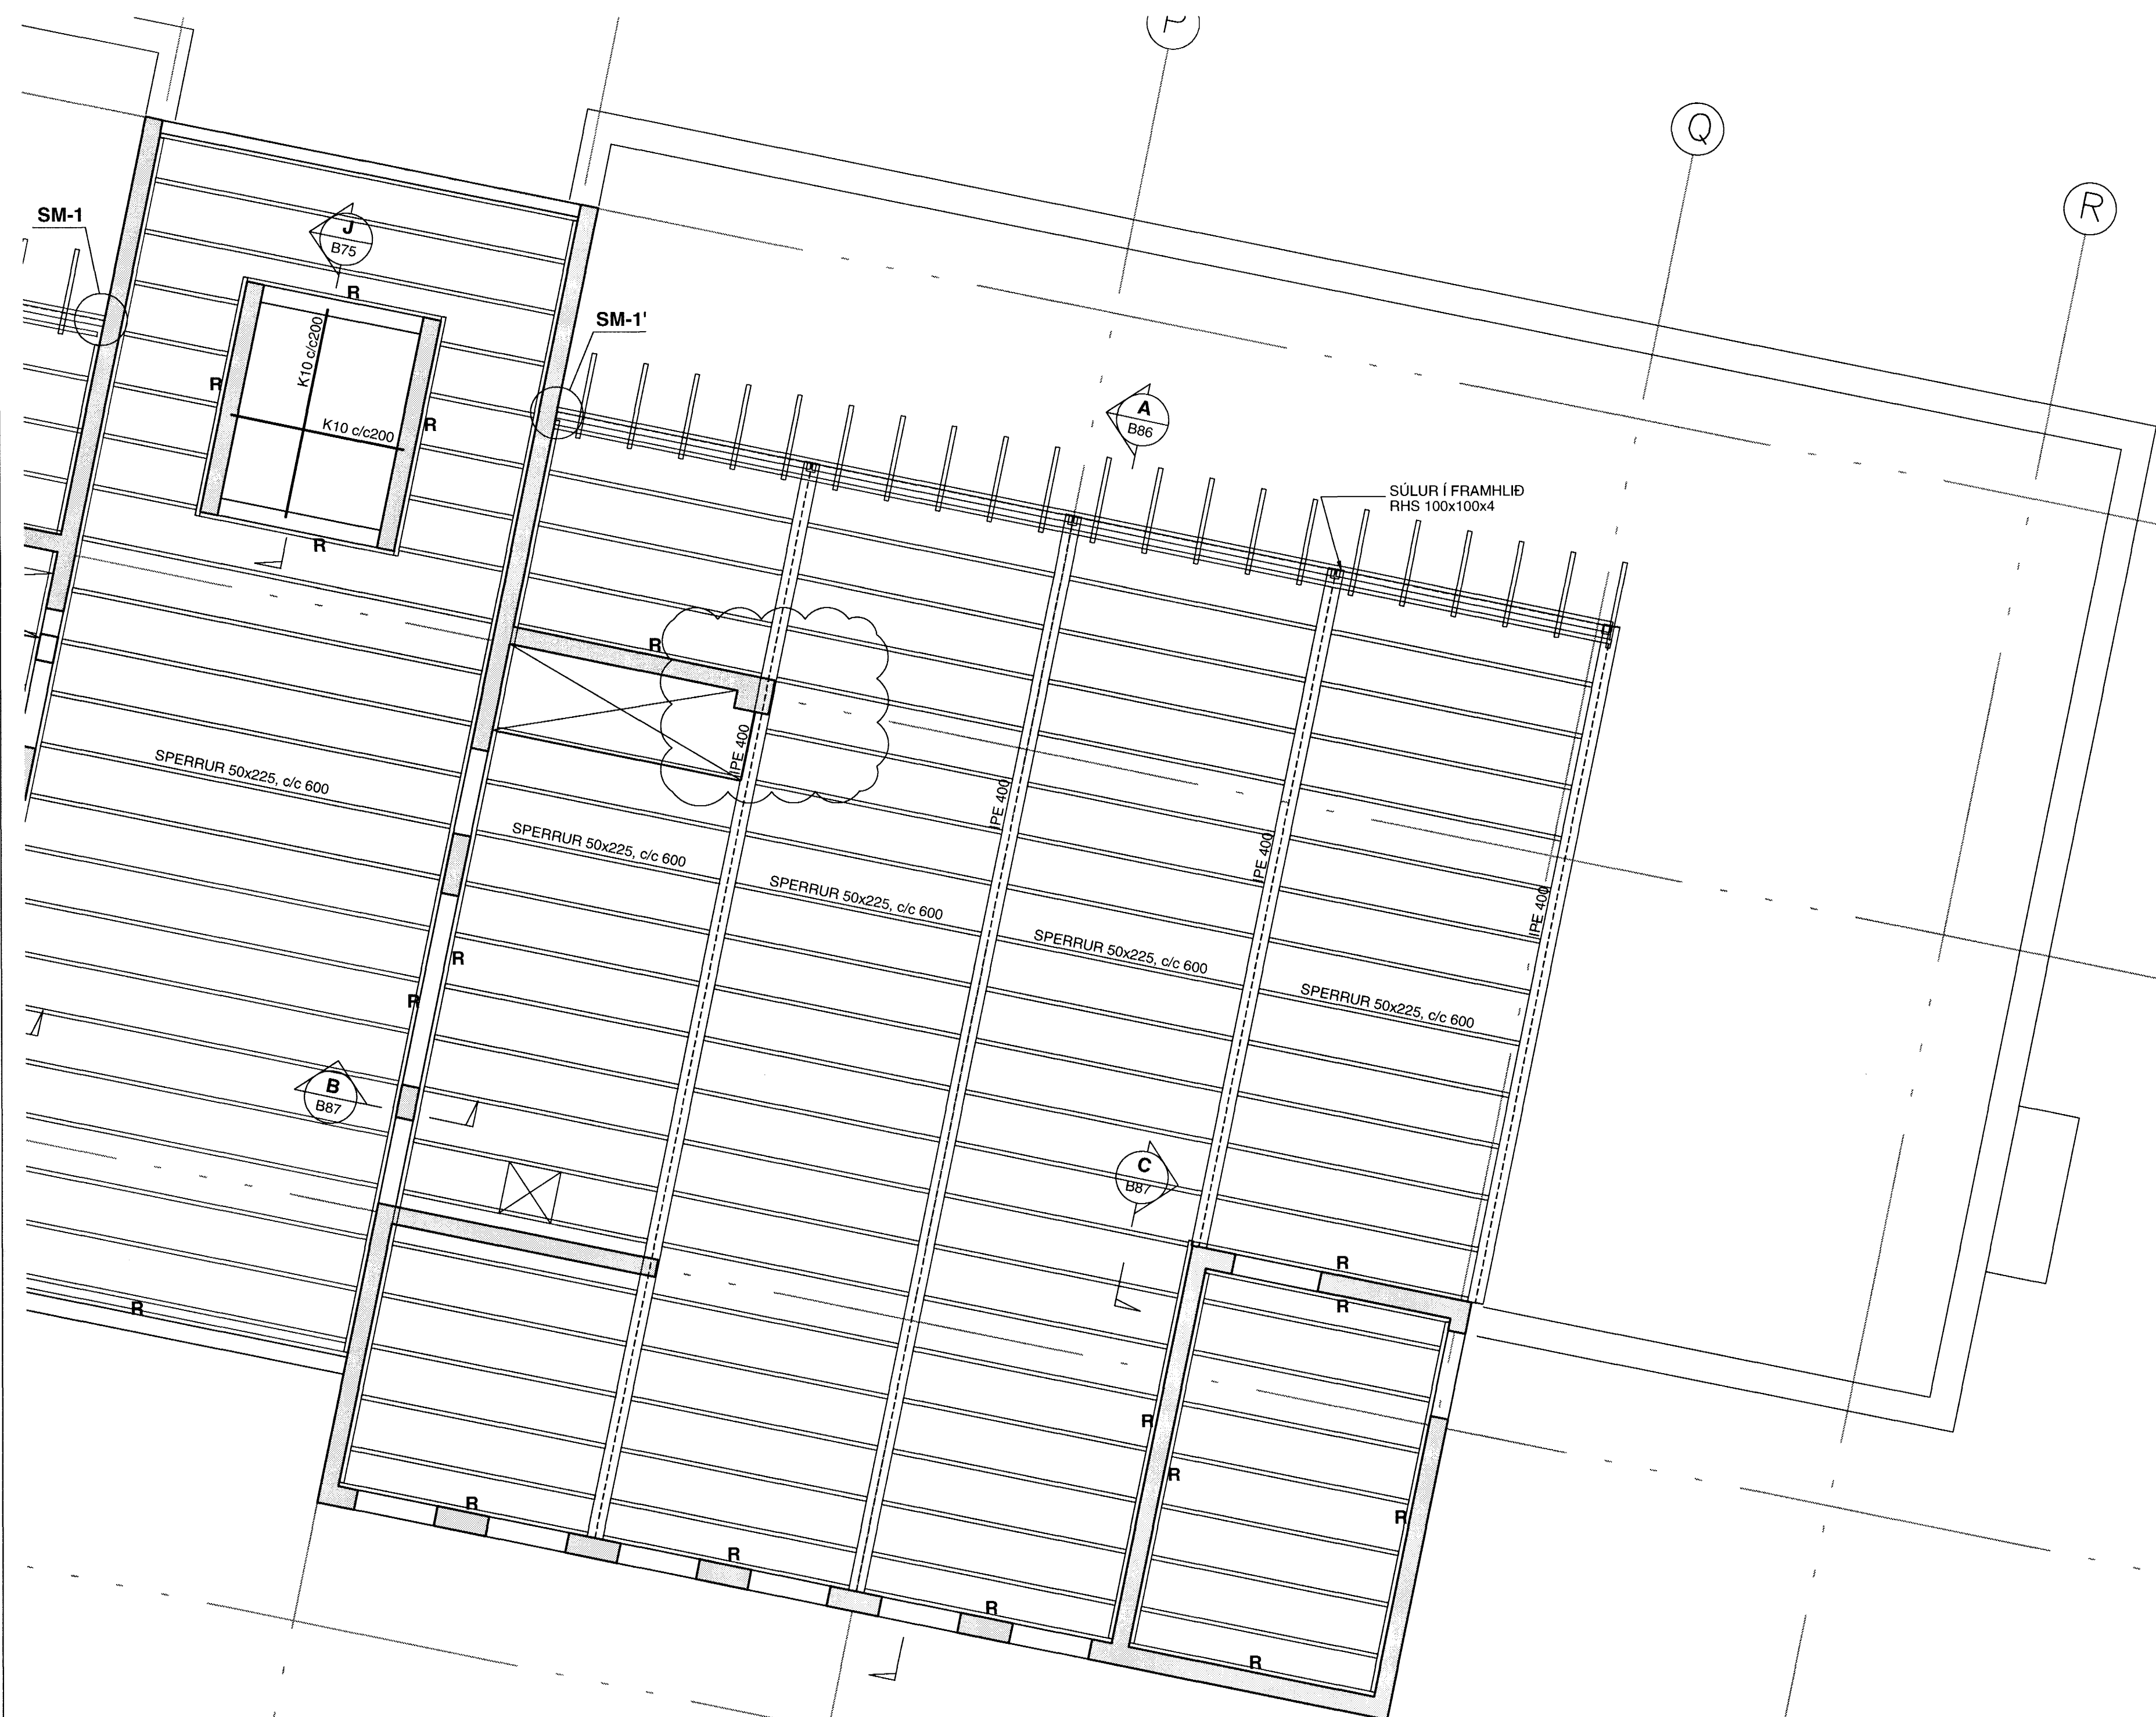 P
Q
R
SM-1
J
B75
R
SM-1'
K10 c/c200
R
K10 c/c200
R
A
B86
SÚLUR Í FRAMHLIÐ
RHS 100x100x4
R
R
IPE 400
IPE 400
IPE 400
IPE 400
SPERRUR 50x225, c/c 600
SPERRUR 50x225, c/c 600
SPERRUR 50x225, c/c 600
SPERRUR 50x225, c/c 600
SPERRUR 50x225, c/c 600
R
R
B
B87
C
B87
R
R
R
R
R
R
R
R
R
R